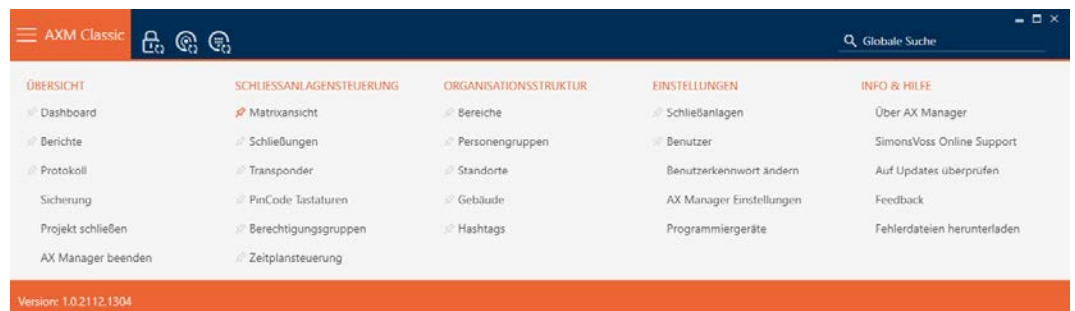 AXM Classic
Globale Suche
ÜBERSICHT
Dashboard
Berichte
Protokoll
Sicherung
Projekt schließen
AX Manager beenden
SCHLIESSANLAGENSTEUERUNG
Matrixansicht
Schließungen
Transponder
PinCode Tastaturen
Berechtigungsgruppen
Zeitplansteuerung
ORGANISATIONSSTRUKTUR
Bereiche
Personengruppen
Standorte
Gebäude
Hashtags
EINSTELLUNGEN
Schließanlagen
Benutzer
Benutzerkennwort ändern
AX Manager Einstellungen
Programmiergeräte
INFO & HILFE
Über AX Manager
SimonsVoss Online Support
Auf Updates überprüfen
Feedback
Fehlerdateien herunterladen
Version: 1.0.2112.1304